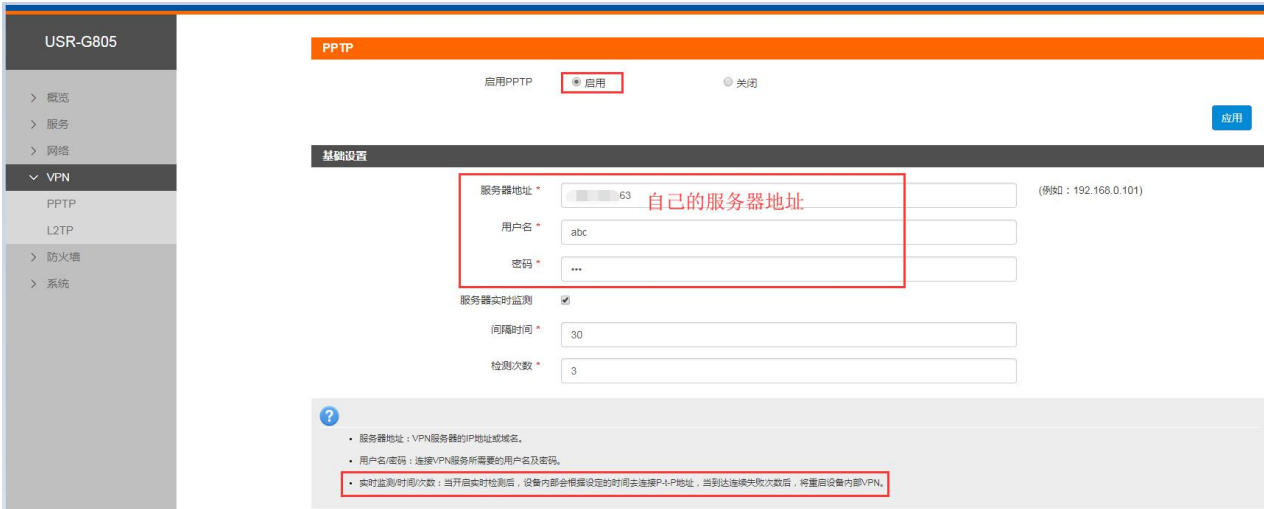 USR-G805
PPTP
启用PPTP 启用 关闭
应用
> 概览
> 服务
> 网络
VPN
PPTP
L2TP
> 防火墙
> 系统
基础设置
服务器地址 * 63 自己的服务器地址 (例如：192.168.0.101)
用户名 * abc
密码 * •••
服务器实时监测
间隔时间 * 30
检测次数 * 3
?
• 服务器地址：VPN服务器的IP地址或域名。
• 用户名/密码：连接VPN服务所需要的用户名及密码。
• 实时监测/时间/次数：当开启实时检测后，设备内部会根据设定的时间去连接P-t-P地址，当到达连续失败次数后，将重启设备内部VPN。